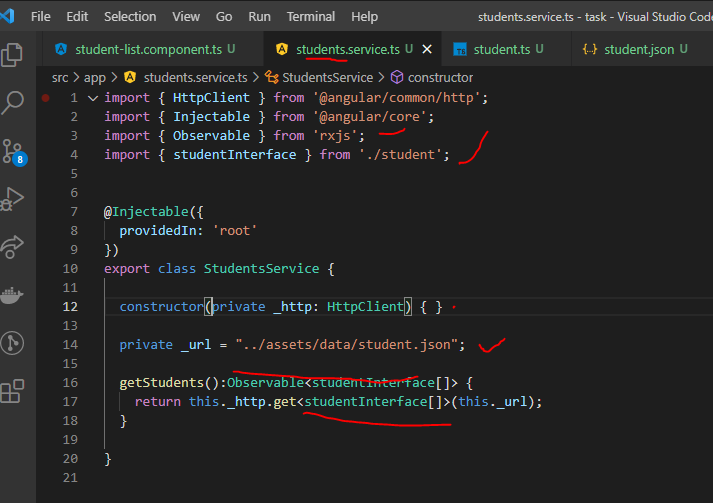 File Edit Selection View Go Run Terminal Help students.service.ts - task - Visual Studio Code
student-list.component.ts U students.service.ts U student.ts U student.json U
src > app > students.service.ts > StudentsService > constructor
1 import { HttpClient } from '@angular/common/http';
2 import { Injectable } from '@angular/core';
3 import { Observable } from 'rxjs';
4 import { studentInterface } from './student';
5
6
7 @Injectable({
8 providedIn: 'root'
9 })
10 export class StudentsService {
11
12 constructor(private _http: HttpClient) { }
13
14 private _url = "../assets/data/student.json";
15
16 getStudents():Observable<studentInterface[]> {
17 return this._http.get<studentInterface[]>(this._url);
18 }
19
20 }
21
8